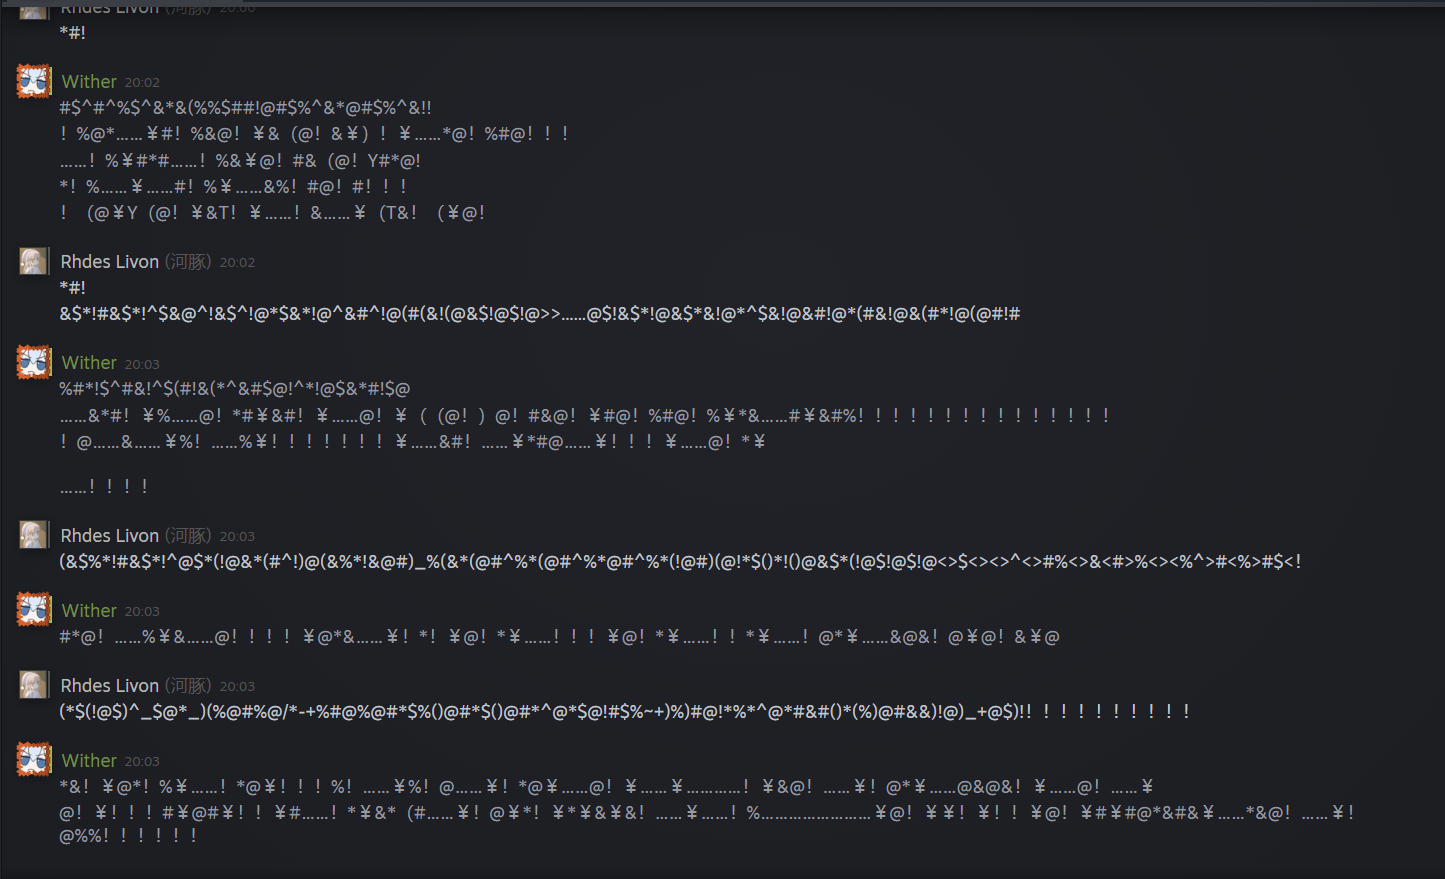 Rhdes Livon (河豚) 20:00
*#!
Wither 20:02
#$^#^%$^&*&(%%$##!@#$%^&*@#$%^&!!
！%@*……￥#！%&@！￥&（@！&￥）！￥……*@！%#@！！！
……！%￥#*#……！%&￥@！#&（@！Y#*@!
*！%……￥……#！%￥……&%！#@！#！！！
！（@￥Y（@！￥&T！￥……！&……￥（T&！（￥@！
Rhdes Livon (河豚) 20:02
*#!
&$*!#&$*!^$&@^!&$^!@*$&*!@^&#^!@(#(&!(@&$!@$!@>>……@$!&$*!@&$*&!@*^$&!@&#!@*(#&!@&(#*!@(@#!#
Wither 20:03
%#*!$^#&!^$(#!&(*^&#$@!^*!@$&*#!$@
……&*#！￥%……@！*#￥&#！￥……@！￥（（@！）@！#&@！￥#@！%#@！%￥*&……#￥&#%！！！！！！！！！！！！！！！
！@……&……￥%！……%￥！！！！！！！￥……&#！……￥*#@……￥！！！￥……@！*￥
……！！！！
Rhdes Livon (河豚) 20:03
(&$%*!#&$*!^@$*(!@&*(#^!)@(&%*!&@#)_%(&*(@#^%*(@#^%*@#^%*(!@#)(@!*$()*!()@&$*(!@$!@$!@<>$<><>^<>#%<>&<#>%<><%^>#<%>#$<!
Wither 20:03
#*@！……%￥&……@！！！！￥@*&……￥！*！￥@！*￥……！！！￥@！*￥……！！*￥……！@*￥……&@&！@￥@！&￥@
Rhdes Livon (河豚) 20:03
(*$(!@$)^_$@*_)(%@#%@/*-+%#@%@#*$%()@#*$()@#*^@*$@!#$%~+)%)#@!*%*^@*#&#()*(%)@#&&)!@)_+@$)!！！！！！！！！！！
Wither 20:03
*&！￥@*！%￥……！*@￥！！！%！……￥%！@……￥！*@￥……@！￥……￥…………！￥&@！……￥！@*￥……@&@&！￥……@！……￥
@！￥！！！#￥@#￥！！￥#……！*￥&*（#……￥！@￥*！￥*￥&￥&！……￥……！%……………………￥@！￥￥！￥！！￥@！￥#￥#@*&#&￥……*&@！……￥！
@%%！！！！！！